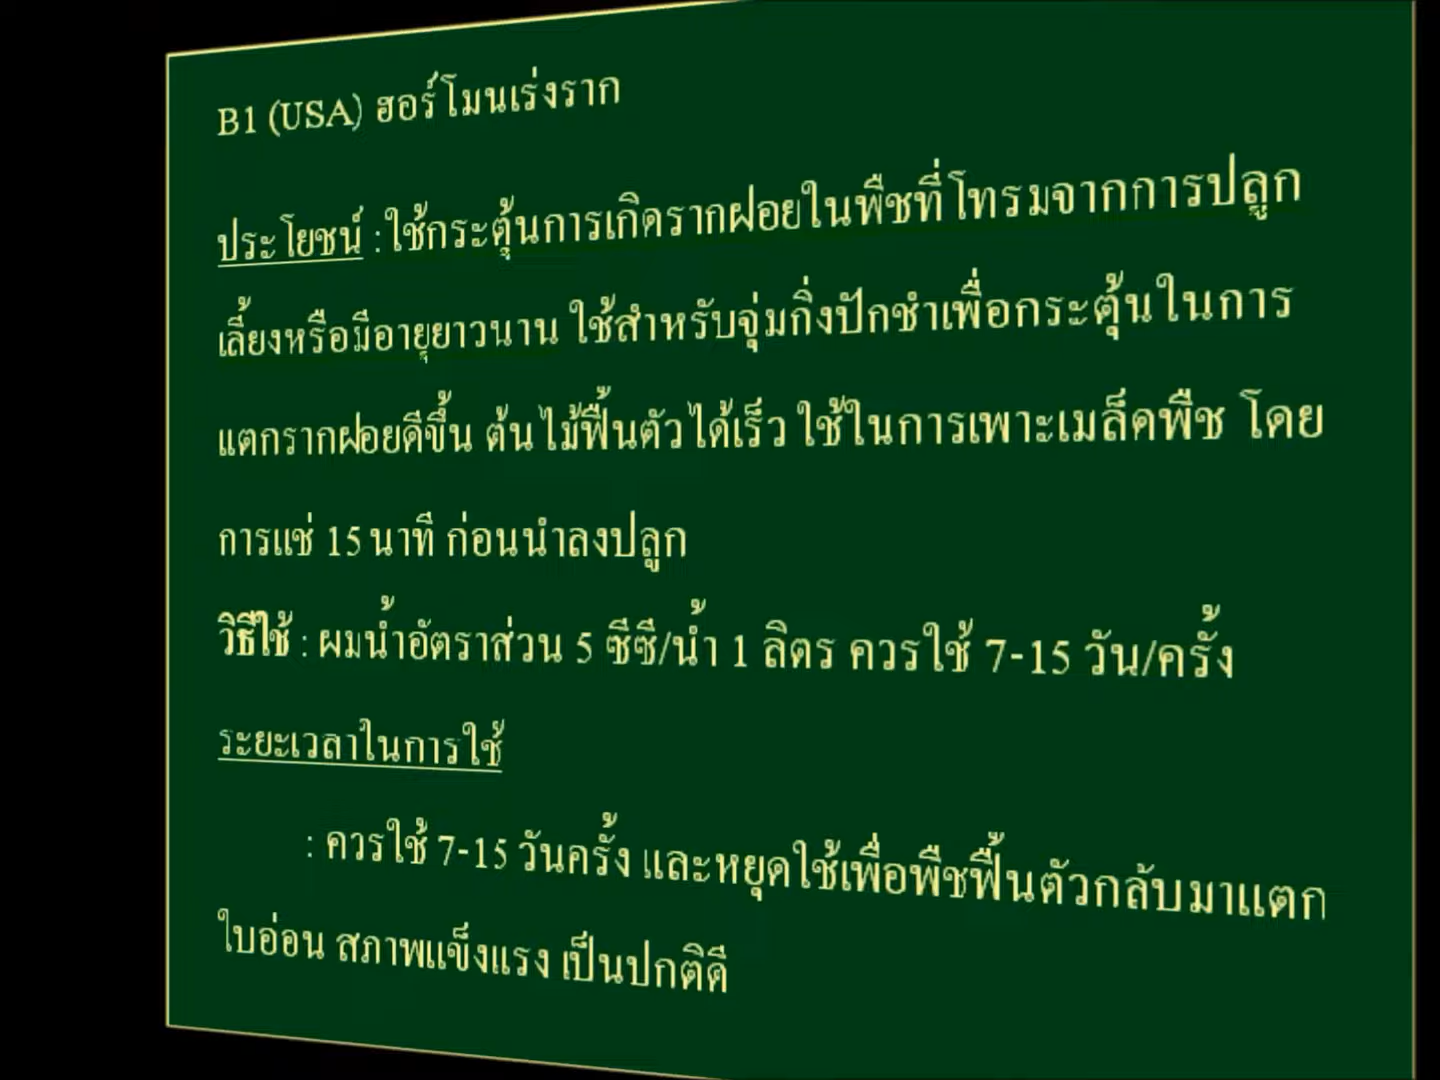 B1 (USA) ฮอร์โมนเร่งราก
ประโยชน์ :ใช้กระตุ้นการเกิดรากฝอยในพืชที่โทรมจากการปลูก
เลี้ยงหรือมีอายุยาวนาน ใช้สำหรับจุ่มกิ่งปักชำเพื่อกระตุ้นในการ
แตกรากฝอยดีขึ้น ต้นไม้ฟื้นตัวได้เร็ว ใช้ในการเพาะเมล็ดพืช โดย
การแช่ 15 นาที ก่อนนำลงปลูก
วิธีใช้ : ผมน้ำอัตราส่วน 5 ซีซี/น้ำ 1 ลิตร ควรใช้ 7-15 วัน/ครั้ง
ระยะเวลาในการใช้
: ควรใช้ 7-15 วันครั้ง และหยุดใช้เพื่อพืชฟื้นตัวกลับมาแตก
ใบอ่อน สภาพแข็งแรง เป็นปกติดี